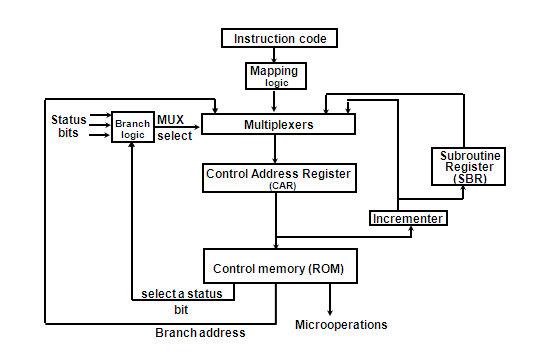 Instruction code
Mapping
logic
Status
bits
Branch
logic
MUX
select
Multiplexers
Subroutine
Register
(SBR)
Control Address Register
(CAR)
Incrementer
Control memory (ROM)
select a status
bit
Microoperations
Branch address